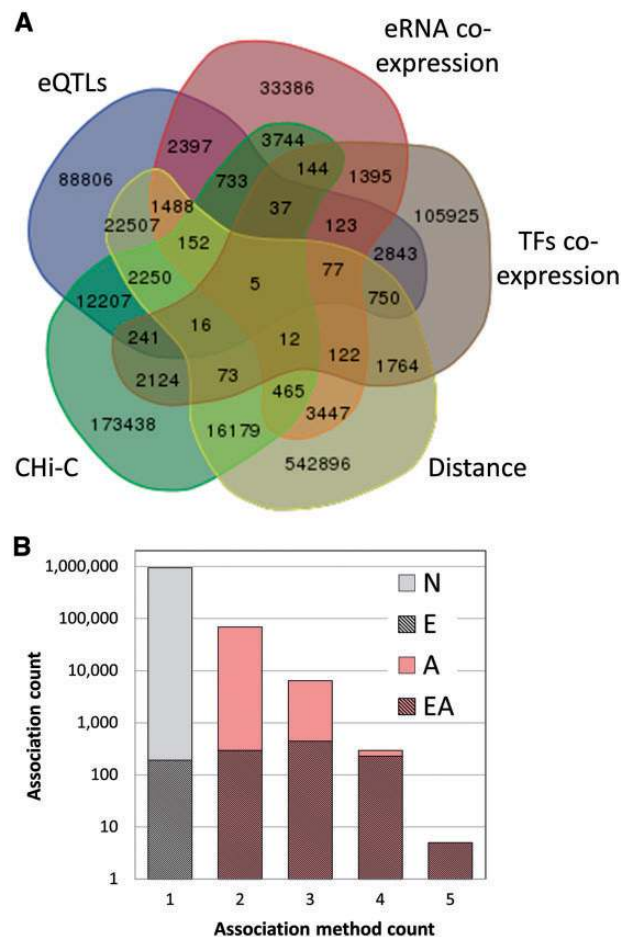 A
eRNA co-
expression
eQTLs
33386
2397
3744
144
1395
88806
733
1488
37
123
105925
22507
152
2843
TFs co-
expression
77
2250
5
750
12207
16
241
12
122
1764
2124
73
465
3447
173438
16179
CHi-C
542896
Distance
B
1,000,000
100,000
10,000
1,000
100
10
1
Association count
N
E
A
EA
1 2 3 4 5
Association method count